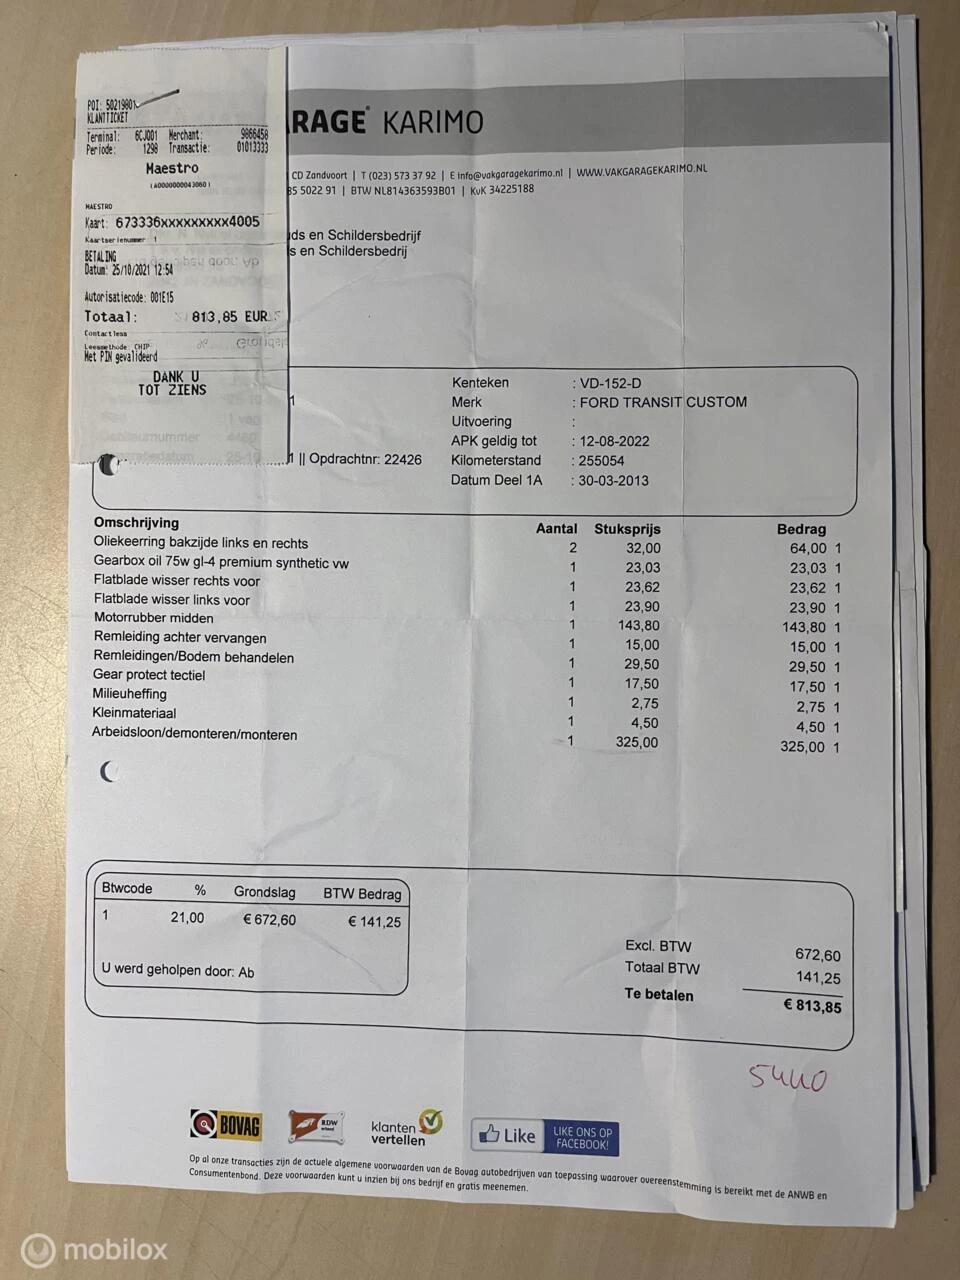 POI: 50219801
KLANTTICKET
Terminal: 6CJ001 Merchant: 9866458
Periode: 1298 Transactie: 01013333
Maestro
(A0000000043060)
MAESTRO
Kaart: 673336xxxxxxxxx4005
Kaartserienummer 1
BETALING
Datum: 25/10/2021 12:54
Autorisatiecode: 001E15
Totaal: 813,85 EUR
Contactless
Leesmethode CHIP
Met PIN gevalideerd
DANK U
TOT ZIENS
RAGE® KARIMO
CD Zandvoort | T (023) 573 37 92 | E info@vakgaragekarimo.nl | WWW.VAKGARAGEKARIMO.NL
85 5022 91 | BTW NL814363593B01 | KvK 34225188
uds en Schildersbedrijf
s en Schildersbedrij
Kenteken : VD-152-D
1 Merk : FORD TRANSIT CUSTOM
Uitvoering :
APK geldig tot : 12-08-2022
1 || Opdrachtnr: 22426 Kilometerstand : 255054
Datum Deel 1A : 30-03-2013
Omschrijving Aantal Stuksprijs Bedrag
Oliekeerring bakzijde links en rechts 2 32,00 64,00 1
Gearbox oil 75w gl-4 premium synthetic vw 1 23,03 23,03 1
Flatblade wisser rechts voor 1 23,62 23,62 1
Flatblade wisser links voor 1 23,90 23,90 1
Motorrubber midden 1 143,80 143,80 1
Remleiding achter vervangen 1 15,00 15,00 1
Remleidingen/Bodem behandelen 1 29,50 29,50 1
Gear protect tectiel 1 17,50 17,50 1
Milieuheffing 1 2,75 2,75 1
Kleinmateriaal 1 4,50 4,50 1
Arbeidsloon/demonteren/monteren 1 325,00 325,00 1
Btwcode % Grondslag BTW Bedrag
1 21,00 € 672,60 € 141,25
U werd geholpen door: Ab
Excl. BTW 672,60
Totaal BTW 141,25
Te betalen € 813,85
5440
BOVAG
RDW
klanten
vertellen
Like
LIKE ONS OP
FACEBOOK!
Op al onze transacties zijn de actuele algemene voorwaarden van de Bovag autobedrijven van toepassing waarover overeenstemming is bereikt met de ANWB en
Consumentenbond. Deze voorwaarden kunt u inzien bij ons bedrijf en gratis meenemen.
mobilox